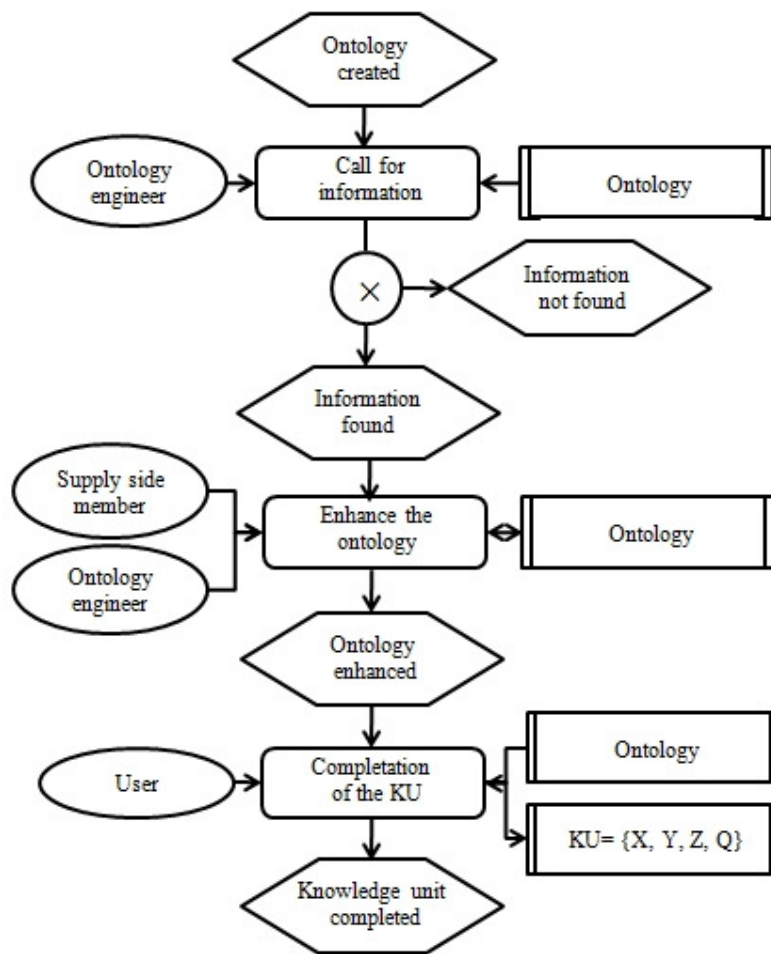 Ontology
created
Ontology
engineer
Call for
information
Ontology
×
Information
not found
Information
found
Supply side
member
Enhance the
ontology
Ontology
Ontology
engineer
Ontology
enhanced
User
Completation
of the KU
Ontology
KU= {X, Y, Z, Q}
Knowledge unit
completed